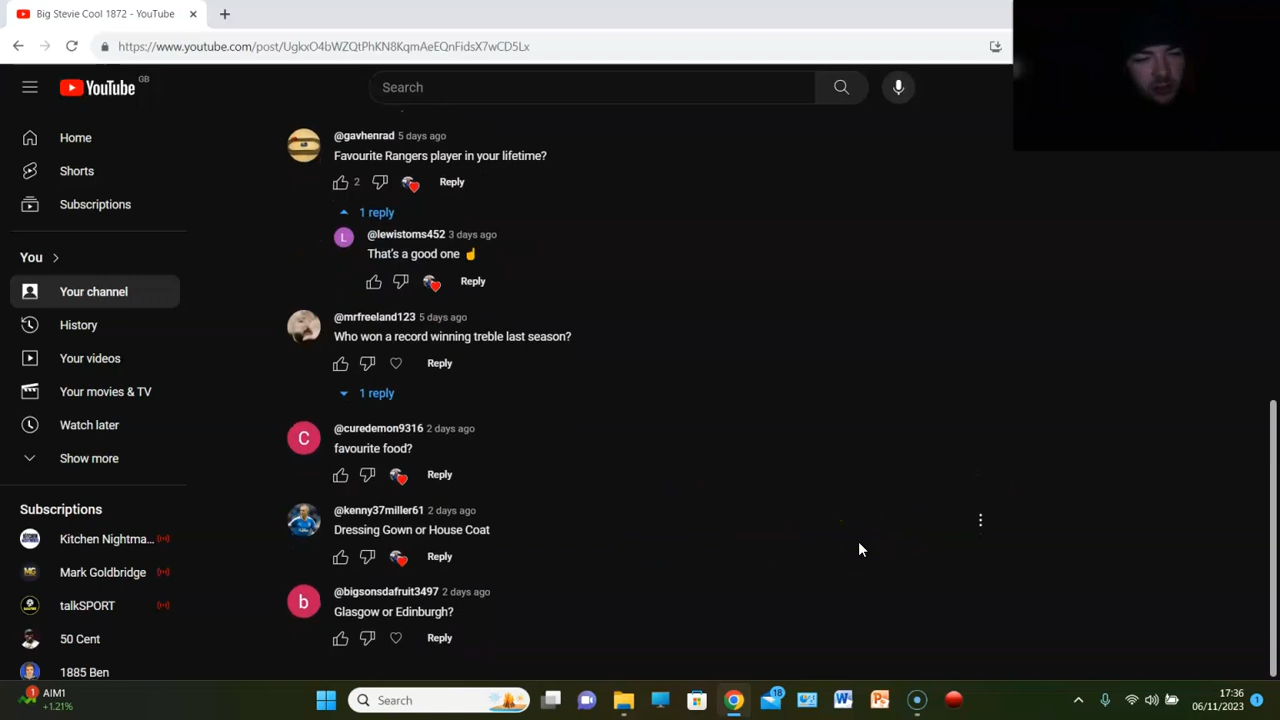 Big Stevie Cool 1872 - YouTube
https://www.youtube.com/post/UgkxO4bWZQtPhKN8KqmAeEQnFidsX7wCD5Lx
YouTube GB
Search
Home
Shorts
Subscriptions
You
Your channel
History
Your videos
Your movies & TV
Watch later
Show more
Subscriptions
Kitchen Nightma...
Mark Goldbridge
talkSPORT
50 Cent
1885 Ben
@gavhenrad 5 days ago
Favourite Rangers player in your lifetime?
2 Reply
1 reply
@lewistoms452 3 days ago
That's a good one ☝
Reply
@mrfreeland123 5 days ago
Who won a record winning treble last season?
Reply
1 reply
@curedemon9316 2 days ago
favourite food?
Reply
@kenny37miller61 2 days ago
Dressing Gown or House Coat
Reply
@bigsonsdafruit3497 2 days ago
Glasgow or Edinburgh?
Reply
C
L
b
1
AIM1
+1.21%
Search
18
17:36
06/11/2023
1